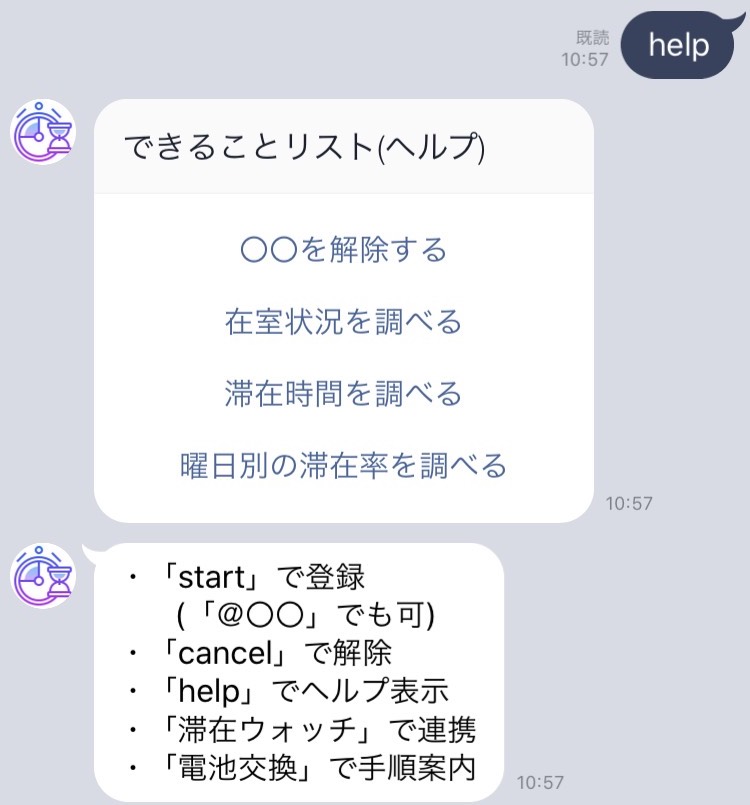 help
既読
10:57
できることリスト(ヘルプ)
〇〇を解除する
在室状況を調べる
滞在時間を調べる
曜日別の滞在率を調べる
10:57
・「start」で登録
(「@〇〇」でも可)
・「cancel」で解除
・「help」でヘルプ表示
・「滞在ウォッチ」で連携
・「電池交換」で手順案内
10:57